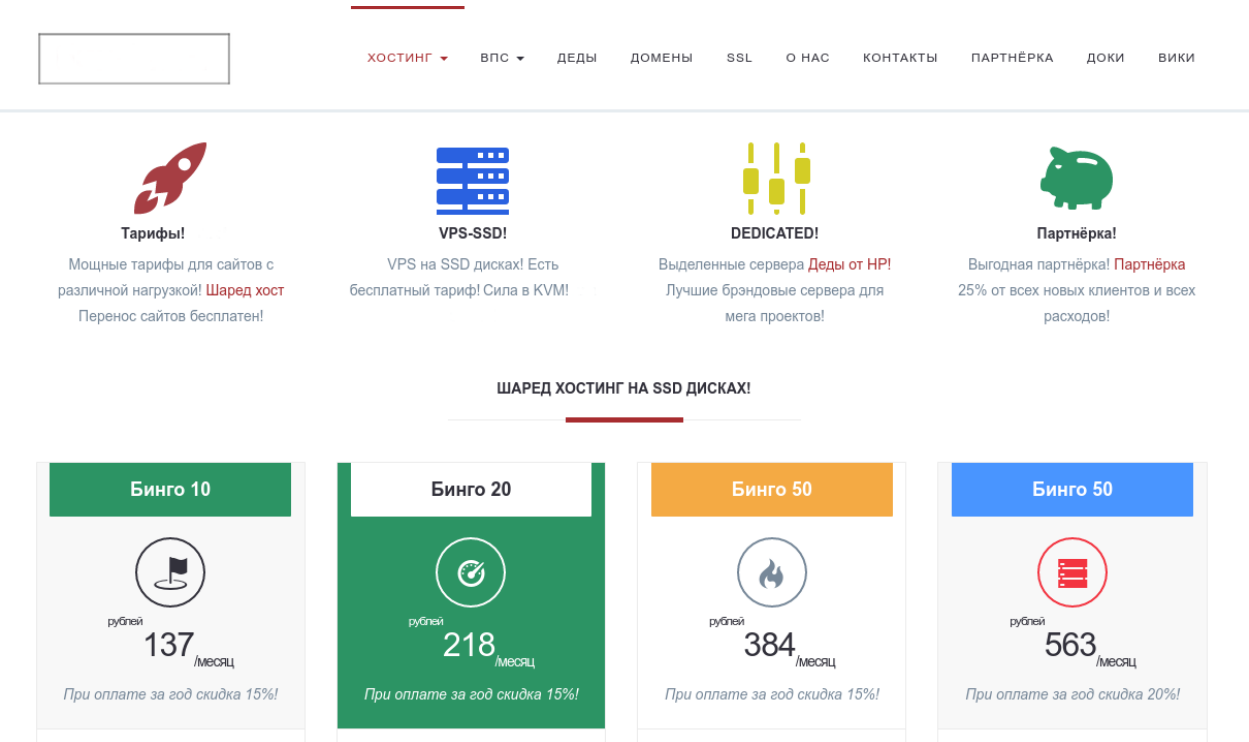 ХОСТИНГ ВПС ДЕДЫ ДОМЕНЫ SSL О НАС КОНТАКТЫ ПАРТНЁРКА ДОКИ ВИКИ
Тарифы!
Мощные тарифы для сайтов с
различной нагрузкой! Шаред хост
Перенос сайтов бесплатен!
VPS-SSD!
VPS на SSD дисках! Есть
бесплатный тариф! Сила в KVM!
DEDICATED!
Выделенные сервера Деды от HP!
Лучшие брэндовые сервера для
мега проектов!
Партнёрка!
Выгодная партнёрка! Партнёрка
25% от всех новых клиентов и всех
расходов!
ШАРЕД ХОСТИНГ НА SSD ДИСКАХ!
Бинго 10
рублей
137 /месяц
При оплате за год скидка 15%!
Бинго 20
рублей
218 /месяц
При оплате за год скидка 15%!
Бинго 50
рублей
384 /месяц
При оплате за год скидка 15%!
Бинго 50
рублей
563 /месяц
При оплате за год скидка 20%!